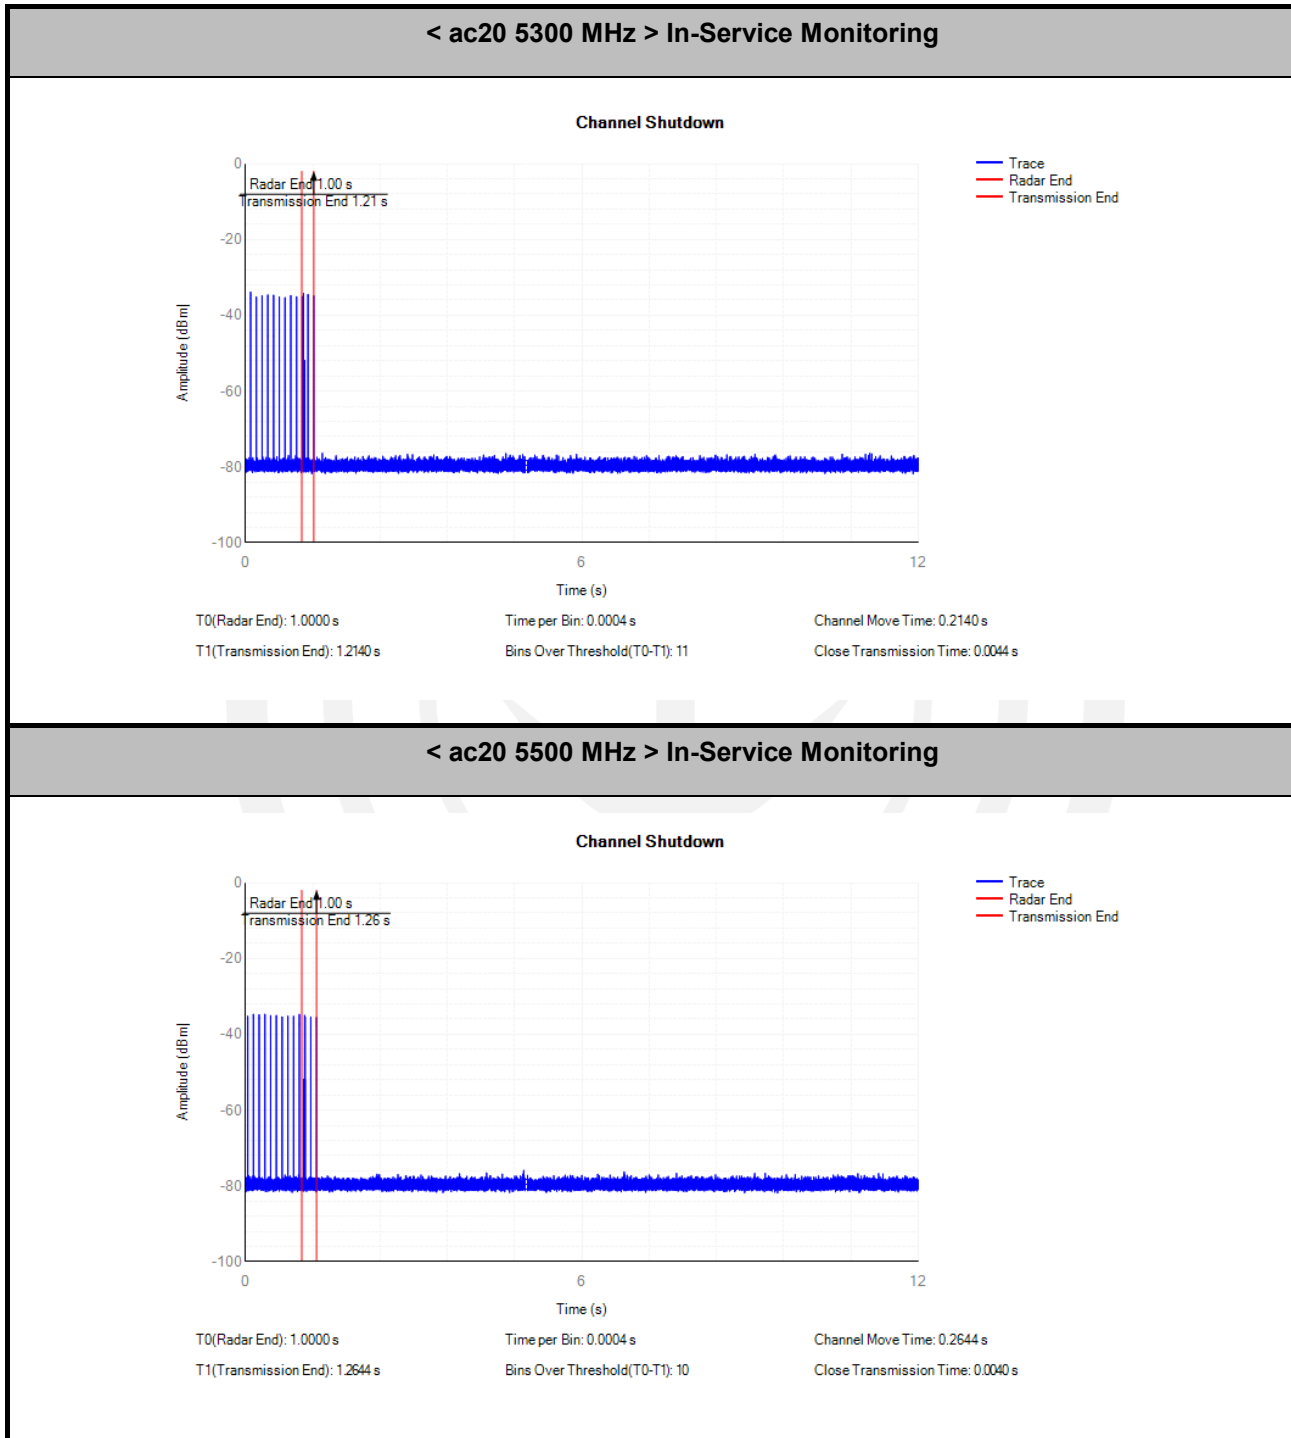 < ac20 5300 MHz > In-Service Monitoring
Channel Shutdown
Trace
Radar End
Transmission End
Radar End 1.00 s
Transmission End 1.21 s
0
-20
-40
-60
-80
-100
Amplitude [dBm]
0 6 12
Time (s)
T0(Radar End): 1.0000 s Time per Bin: 0.0004 s Channel Move Time: 0.2140 s
T1(Transmission End): 1.2140 s Bins Over Threshold(T0-T1): 11 Close Transmission Time: 0.0044 s
< ac20 5500 MHz > In-Service Monitoring
Channel Shutdown
Trace
Radar End
Transmission End
Radar End 1.00 s
Transmission End 1.26 s
0
-20
-40
-60
-80
-100
Amplitude [dBm]
0 6 12
Time (s)
T0(Radar End): 1.0000 s Time per Bin: 0.0004 s Channel Move Time: 0.2644 s
T1(Transmission End): 1.2644 s Bins Over Threshold(T0-T1): 10 Close Transmission Time: 0.0040 s